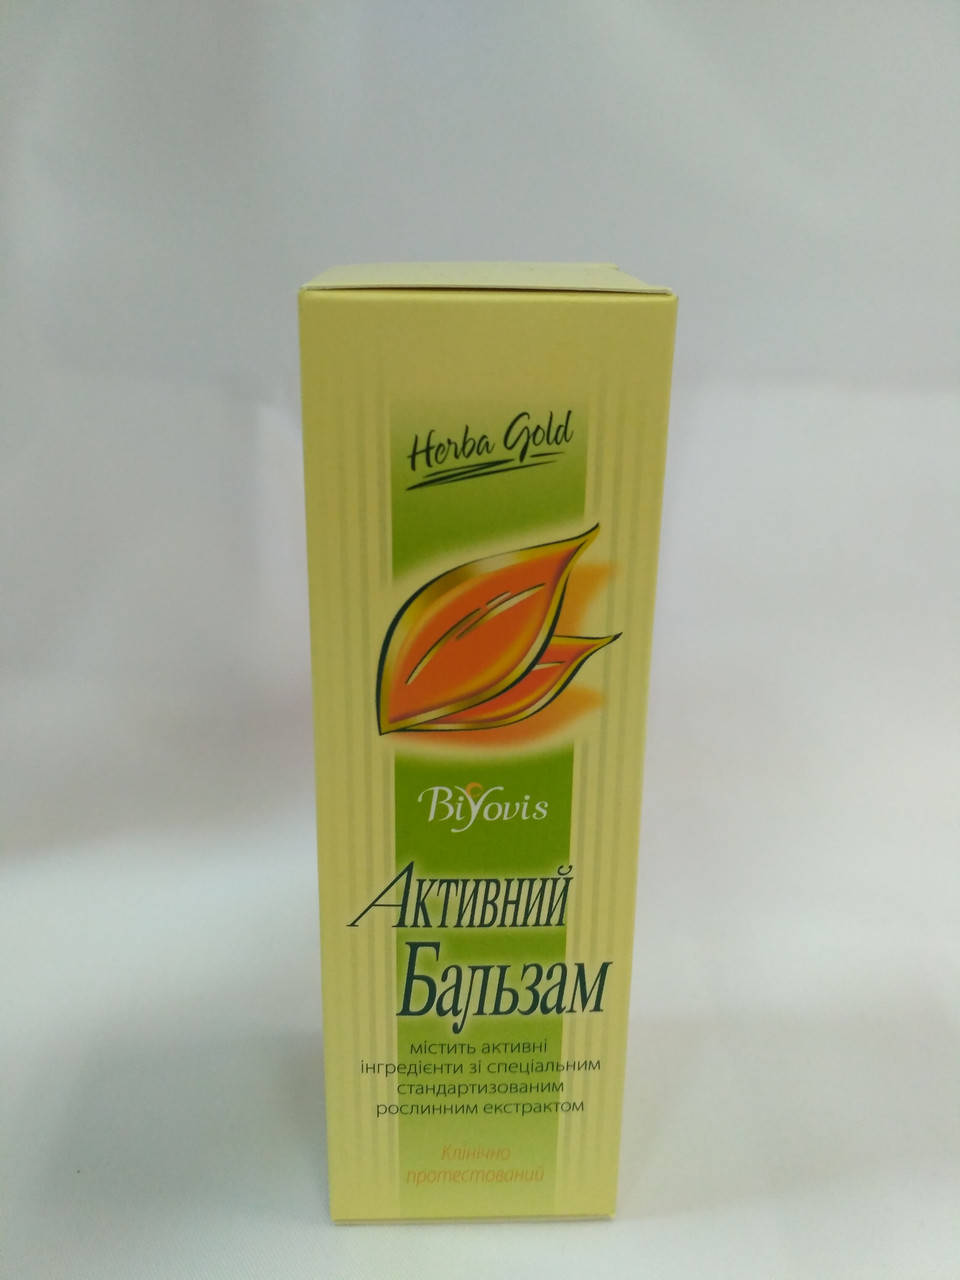 Herba Gold
BiYovis
Активний
Бальзам
містить активні
інгредієнти зі спеціальним
стандартизованим
рослинним екстрактом
Клінічно
протестований